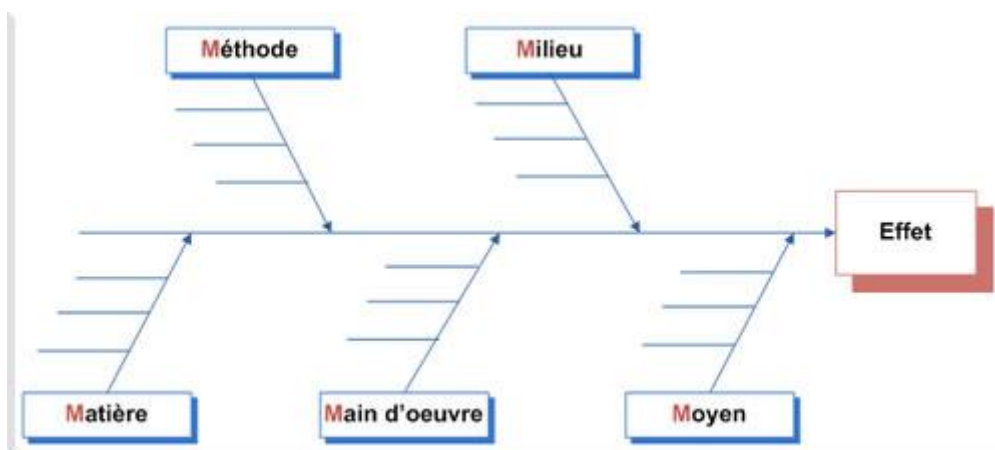 Méthode
Milieu
Effet
Matière
Main d'oeuvre
Moyen